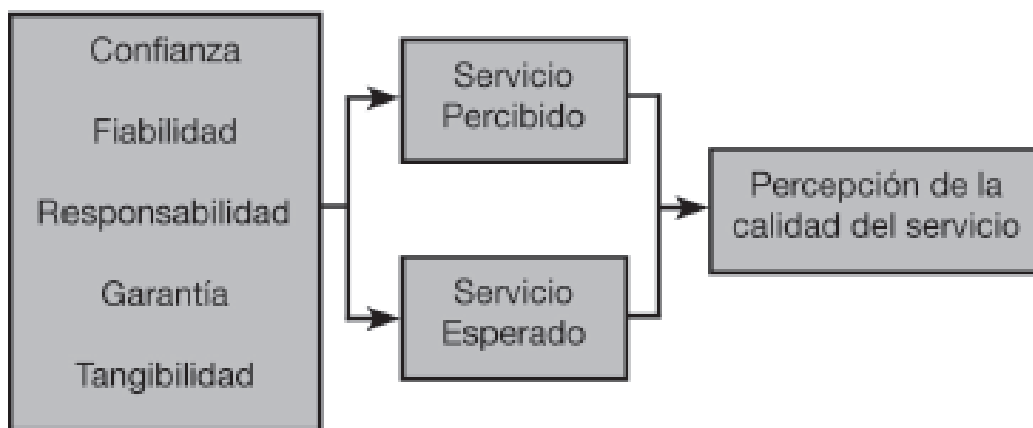 Confianza
Fiabilidad
Responsabilidad
Garantía
Tangibilidad
Servicio
Percibido
Servicio
Esperado
Percepción de la
calidad del servicio